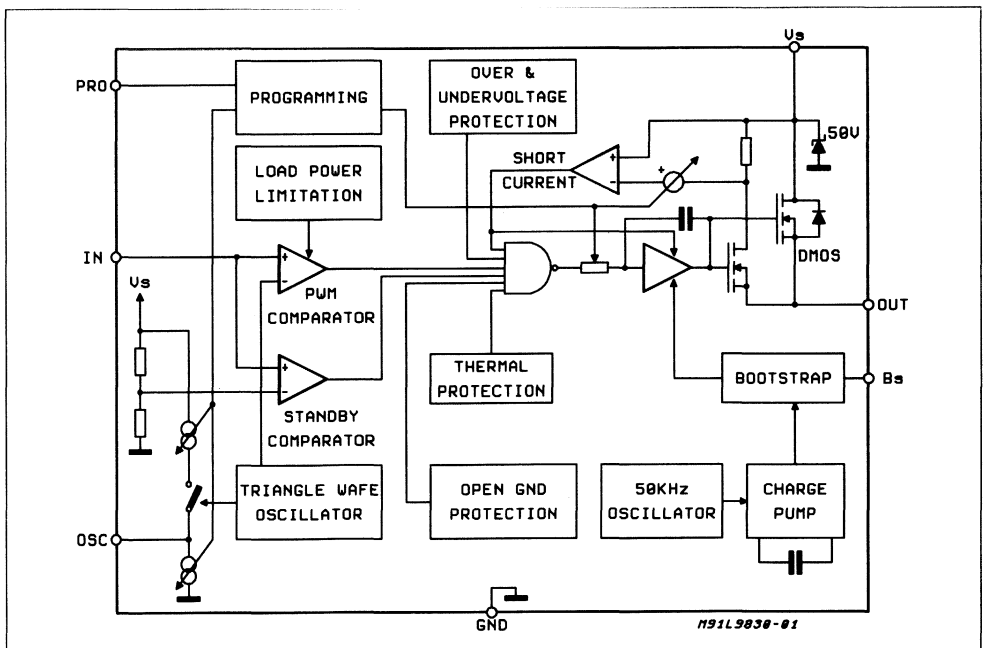 Vs
PRO
PROGRAMMING
OVER &
UNDERVOLTAGE
PROTECTION
50V
SHORT
CURRENT
+
-
+
LOAD POWER
LIMITATION
DMOS
IN
+
-
PWM
COMPARATOR
Vs
OUT
THERMAL
PROTECTION
BOOTSTRAP
Bs
+
-
STANDBY
COMPARATOR
TRIANGLE WAFE
OSCILLATOR
OPEN GND
PROTECTION
50KHz
OSCILLATOR
CHARGE
PUMP
OSC
GND
M91L9830-01